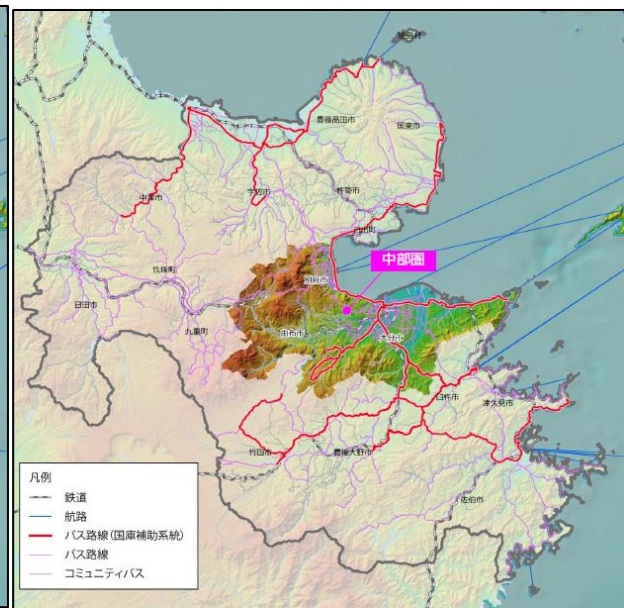 豊後高田市
国東市
中津市
宇佐市
杵築市
日出町
中部圏
別府市
玖珠町
日田市
九重町
由布市
大分市
臼杵市
津久見市
竹田市
豊後大野市
佐伯市
凡例
鉄道
航路
バス路線(国庫補助系統)
バス路線
コミュニティバス